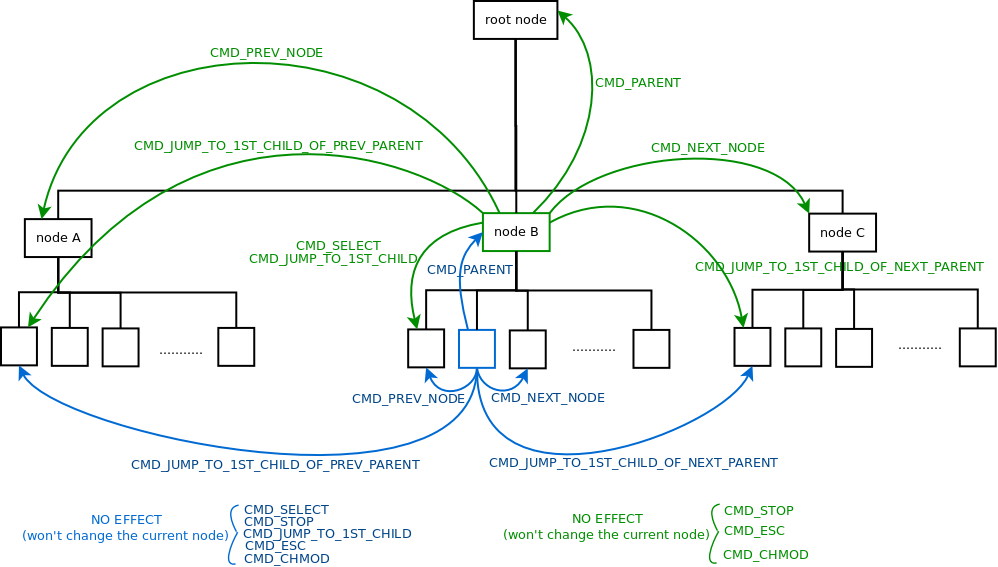 root node
CMD_PREV_NODE
CMD_PARENT
CMD_JUMP_TO_1ST_CHILD_OF_PREV_PARENT
CMD_NEXT_NODE
node A
node B
node C
CMD_SELECT
CMD_JUMP_TO_1ST_CHILD
CMD_PARENT
CMD_JUMP_TO_1ST_CHILD_OF_NEXT_PARENT
...........
...........
...........
CMD_PREV_NODE
CMD_NEXT_NODE
CMD_JUMP_TO_1ST_CHILD_OF_PREV_PARENT
CMD_JUMP_TO_1ST_CHILD_OF_NEXT_PARENT
NO EFFECT
(won't change the current node)
CMD_SELECT
CMD_STOP
CMD_JUMP_TO_1ST_CHILD
CMD_ESC
CMD_CHMOD
NO EFFECT
(won't change the current node)
CMD_STOP
CMD_ESC
CMD_CHMOD